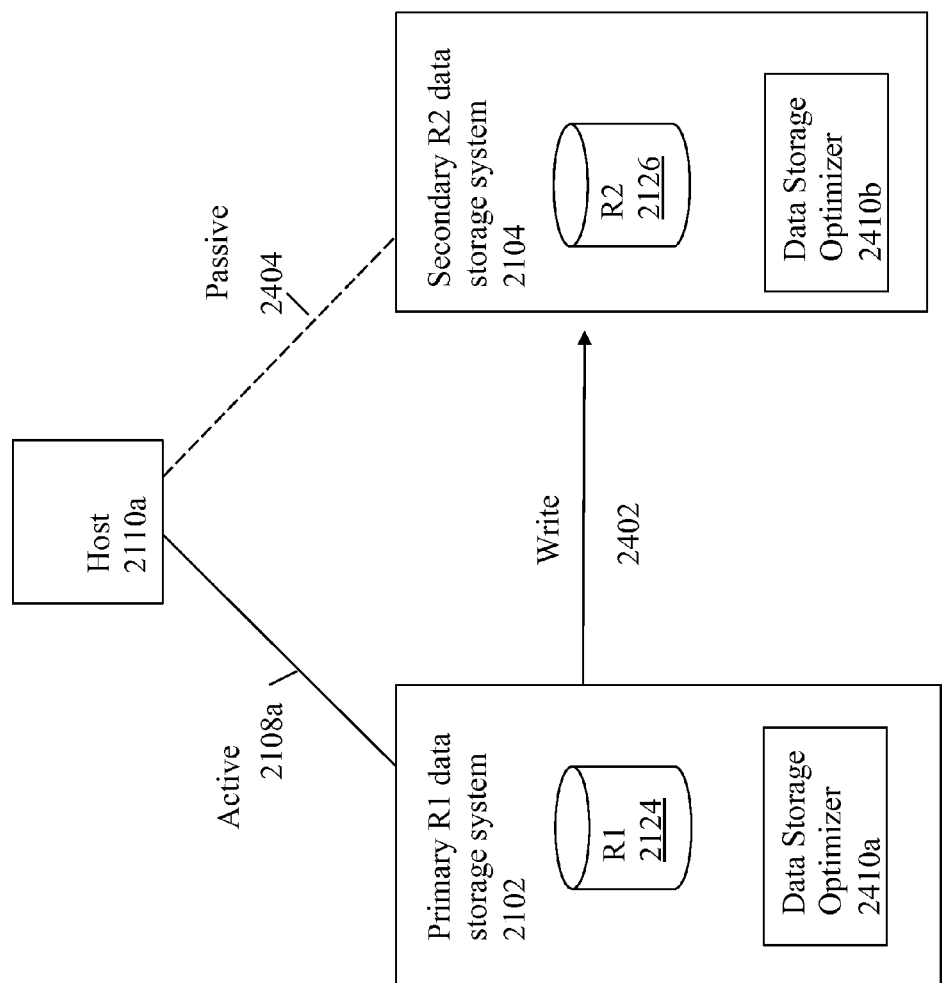 Host
2110a
Active
2108a
Passive
2404
Primary R1 data
storage system
2102
R1
2124
Data Storage
Optimizer
2410a
Write
2402
Secondary R2 data
storage system
2104
R2
2126
Data Storage
Optimizer
2410b